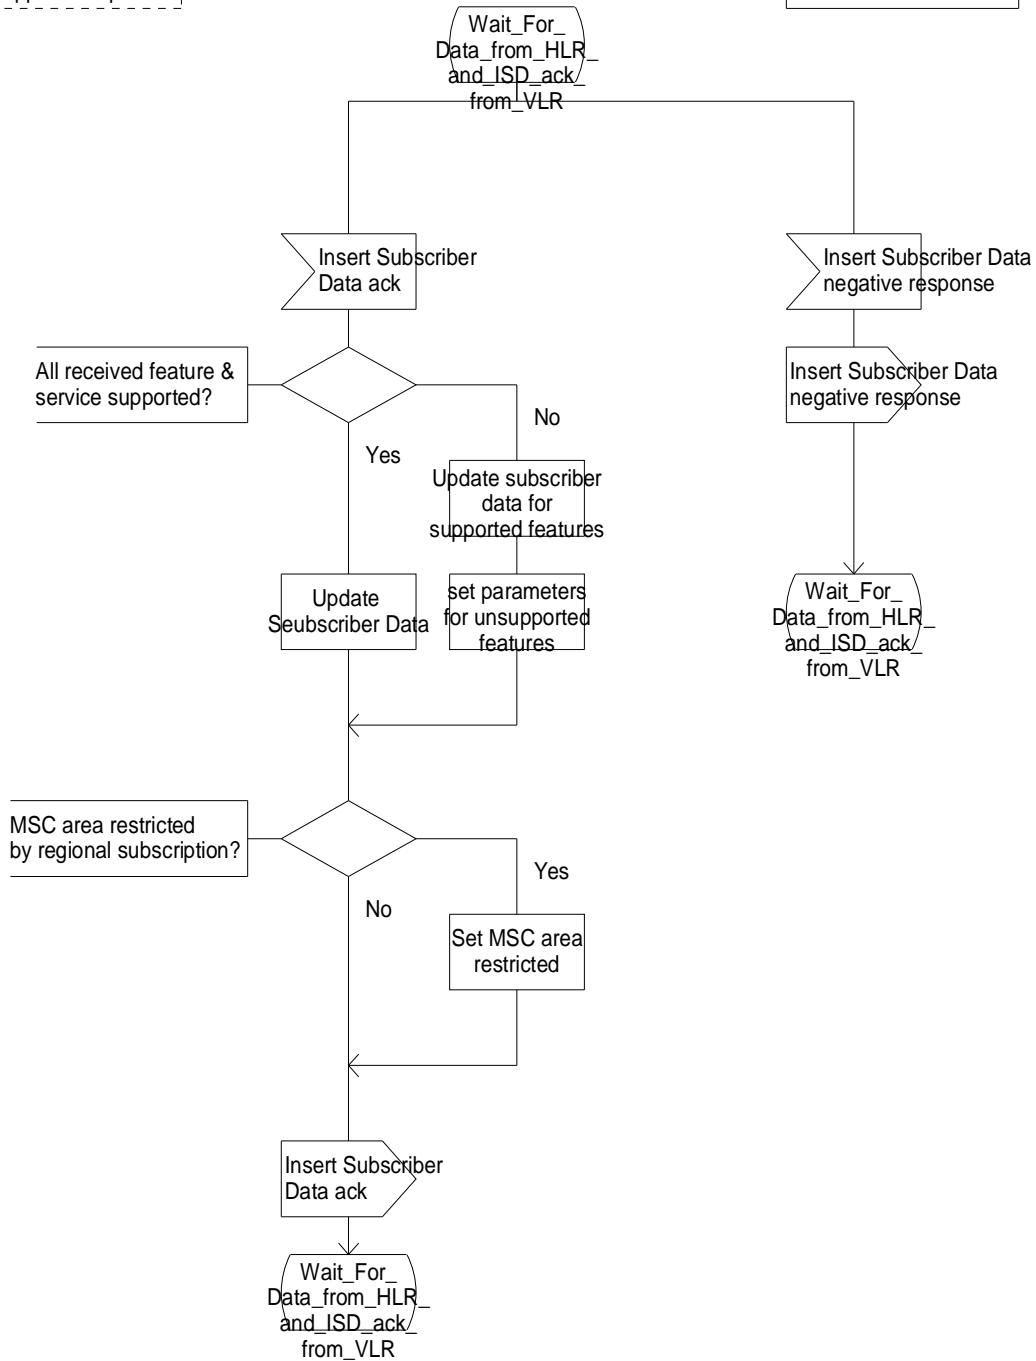 Wait_For_
Data_from_HLR_
and_ISD_ack_
from_VLR
Insert Subscriber
Data ack
Insert Subscriber Data
negative response
All received feature &
service supported?
Insert Subscriber Data
negative response
No
Yes
Update subscriber
data for
supported features
Update
Seubscriber Data
set parameters
for unsupported
features
Wait_For_
Data_from_HLR_
and_ISD_ack_
from_VLR
MSC area restricted
by regional subscription?
Yes
No
Set MSC area
restricted
Insert Subscriber
Data ack
Wait_For_
Data_from_HLR_
and_ISD_ack_
from_VLR